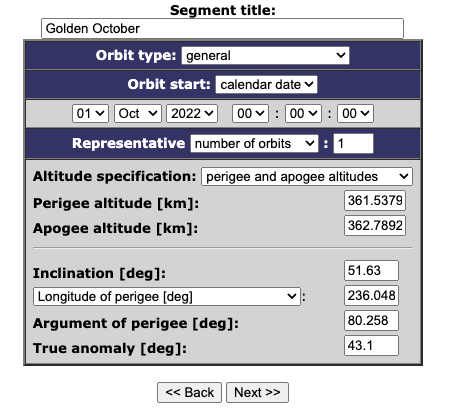 Segment title:
Golden October
Orbit type: general
Orbit start: calendar date
01 Oct 2022 00 : 00 : 00
Representative number of orbits : 1
Altitude specification: perigee and apogee altitudes
Perigee altitude [km]: 361.5379
Apogee altitude [km]: 362.7892
Inclination [deg]: 51.63
Longitude of perigee [deg] : 236.048
Argument of perigee [deg]: 80.258
True anomaly [deg]: 43.1
<< Back Next >>